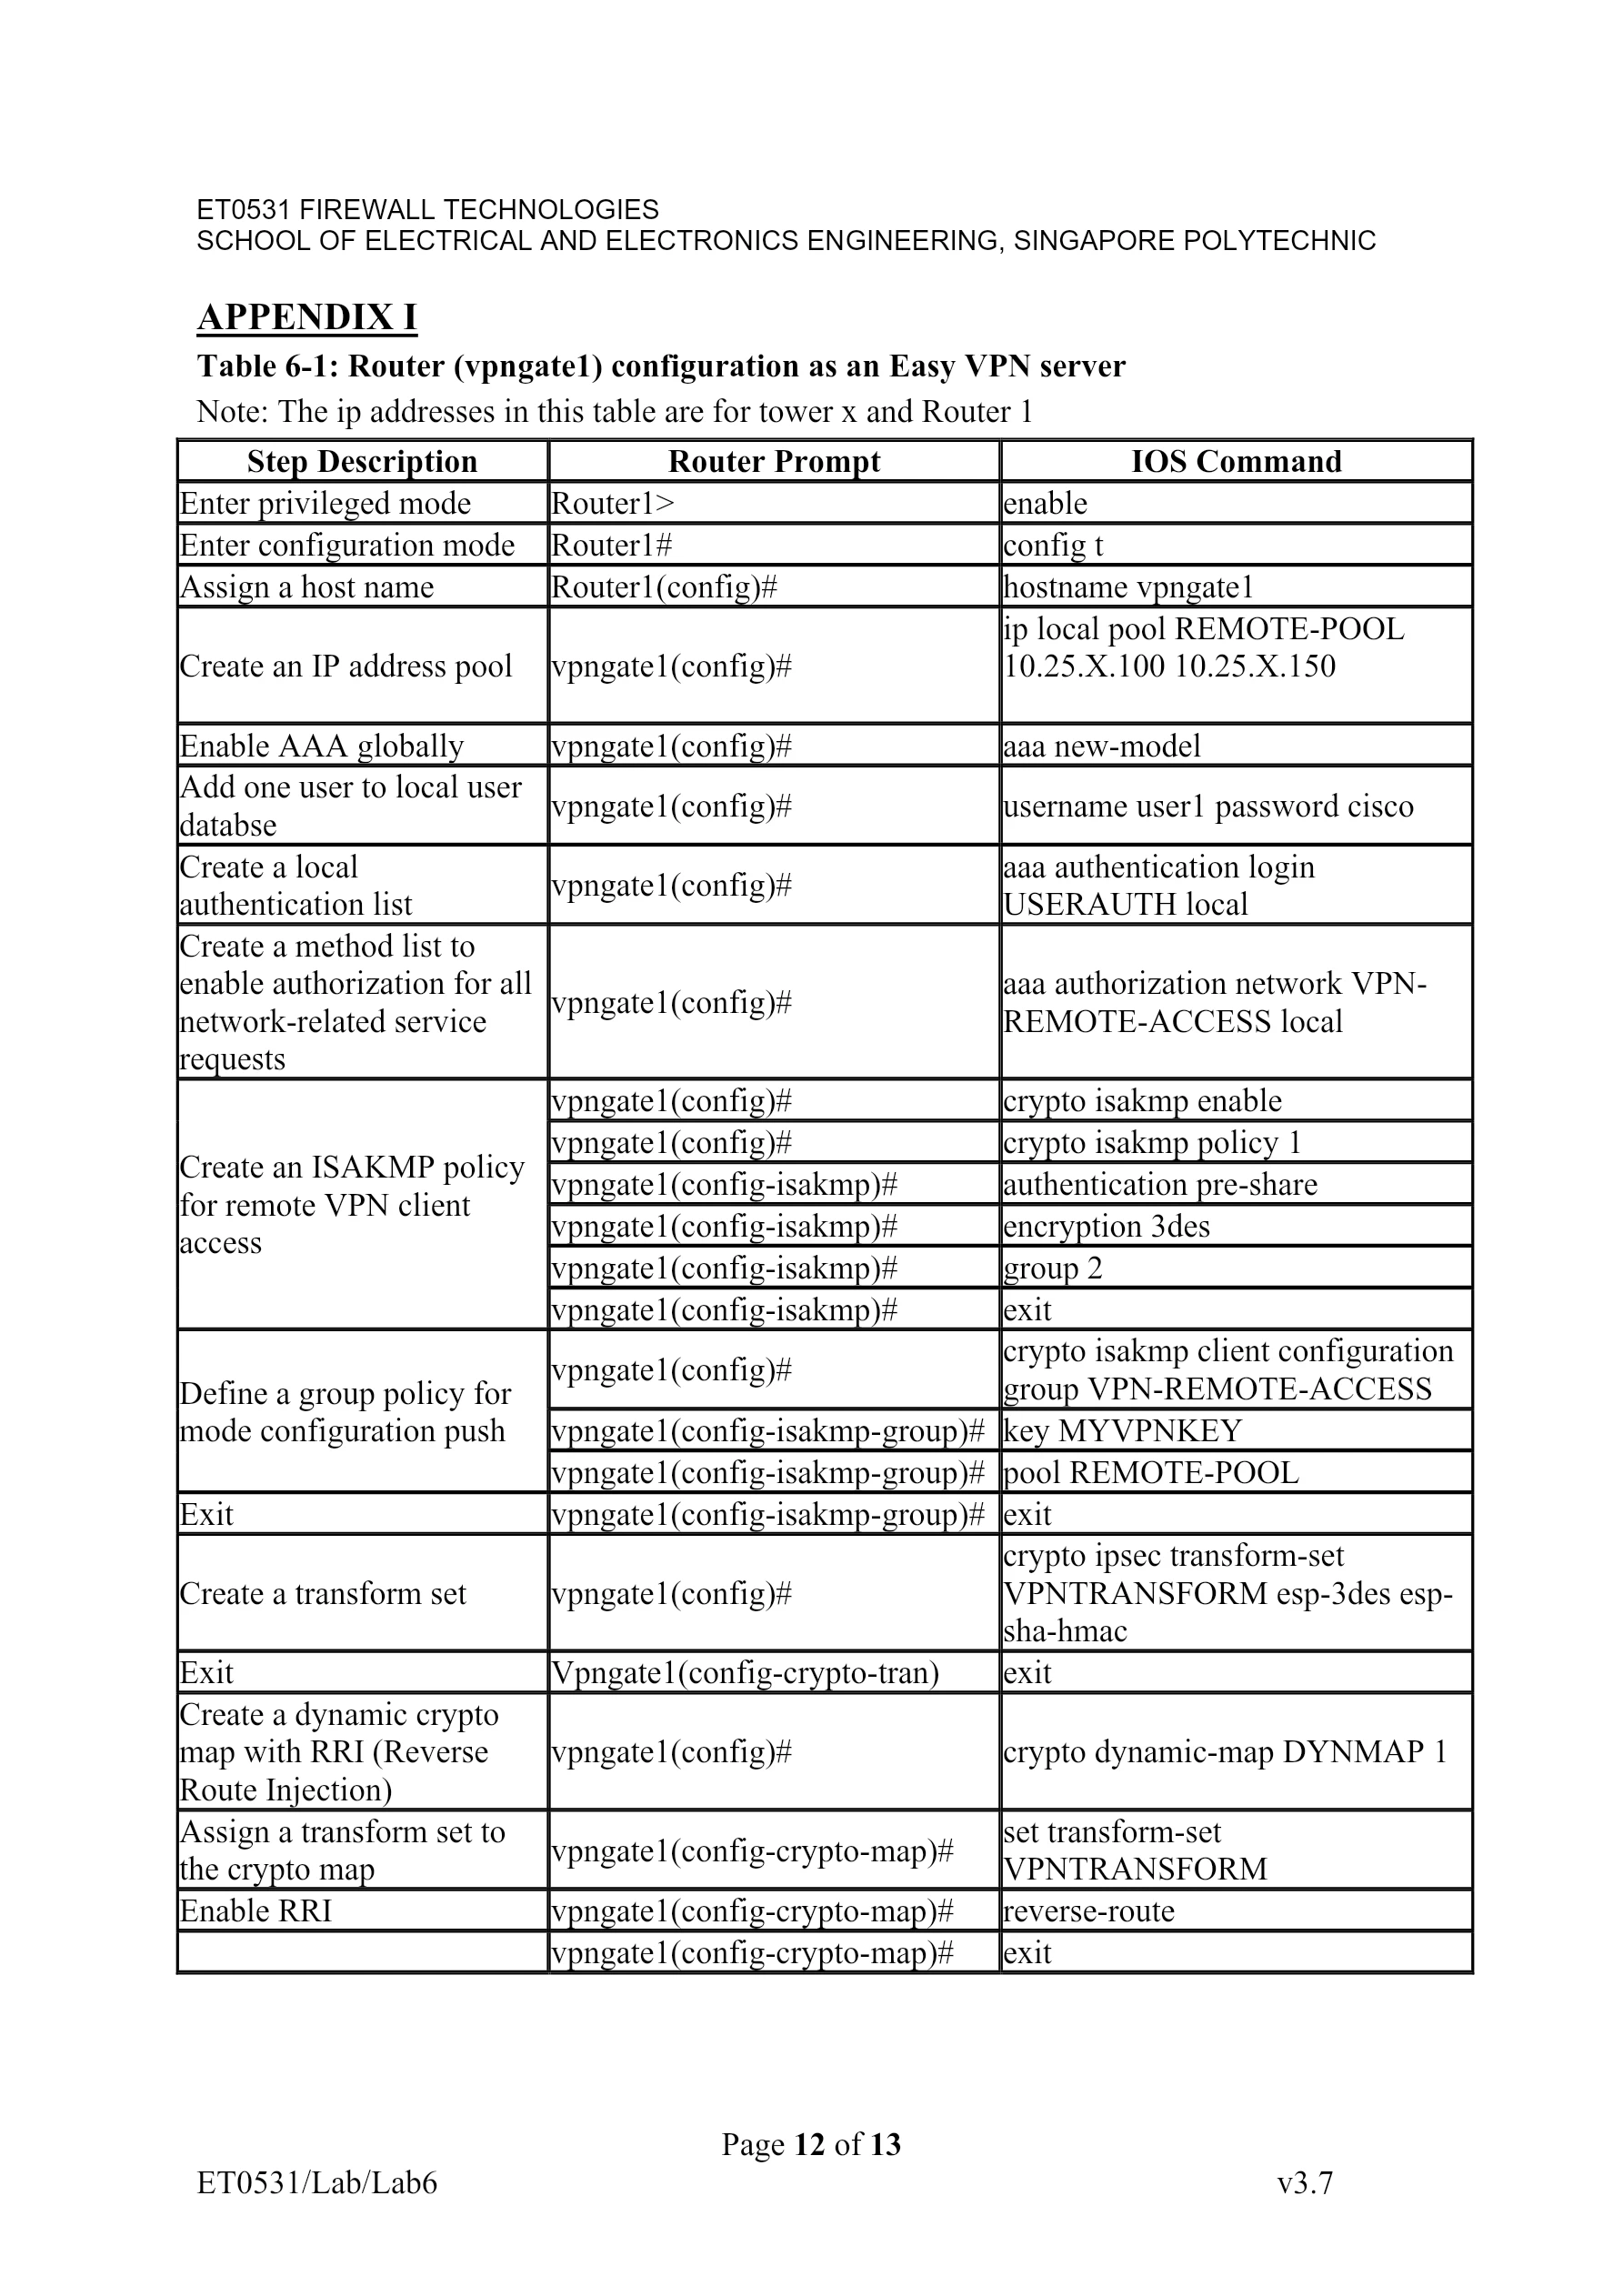 ET0531 FIREWALL TECHNOLOGIES
SCHOOL OF ELECTRICAL AND ELECTRONICS ENGINEERING, SINGAPORE POLYTECHNIC
APPENDIX I
Table 6-1: Router (vpngate1) configuration as an Easy VPN server
Note: The ip addresses in this table are for tower x and Router 1
Step Description Router Prompt IOS Command
Enter privileged mode Router1> enable
Enter configuration mode Router1# config t
Assign a host name Router1(config)# hostname vpngate1
Create an IP address pool vpngate1(config)# ip local pool REMOTE-POOL
10.25.X.100 10.25.X.150
Enable AAA globally vpngate1(config)# aaa new-model
Add one user to local user
databse
vpngate1(config)# username user1 password cisco
Create a local
authentication list
vpngate1(config)#
aaa authentication login
USERAUTH local
Create a method list to
enable authorization for all
network-related service
requests
vpngate1(config)#
aaa authorization network VPN-
REMOTE-ACCESS local
Create an ISAKMP policy
for remote VPN client
access
vpngate1(config)# crypto isakmp enable
vpngate1(config)# crypto isakmp policy 1
vpngate1(config-isakmp)# authentication pre-share
vpngate1(config-isakmp)# encryption 3des
vpngate1(config-isakmp)# group 2
vpngate1(config-isakmp)# exit
Define a group policy for
mode configuration push
vpngate1(config)#
crypto isakmp client configuration
group VPN-REMOTE-ACCESS
vpngate1(config-isakmp-group)# key MYVPNKEY
vpngate1(config-isakmp-group)# pool REMOTE-POOL
Exit vpngate1(config-isakmp-group)# exit
Create a transform set vpngate1(config)#
crypto ipsec transform-set
VPNTRANSFORM esp-3des esp-
sha-hmac
Exit Vpngate1(config-crypto-tran) exit
Create a dynamic crypto
map with RRI (Reverse
Route Injection)
vpngate1(config)# crypto dynamic-map DYNMAP 1
Assign a transform set to
the crypto map
vpngate1(config-crypto-map)#
set transform-set
VPNTRANSFORM
Enable RRI vpngate1(config-crypto-map)# reverse-route
vpngate1(config-crypto-map)# exit
Page 12 of 13
ET0531/Lab/Lab6 v3.7